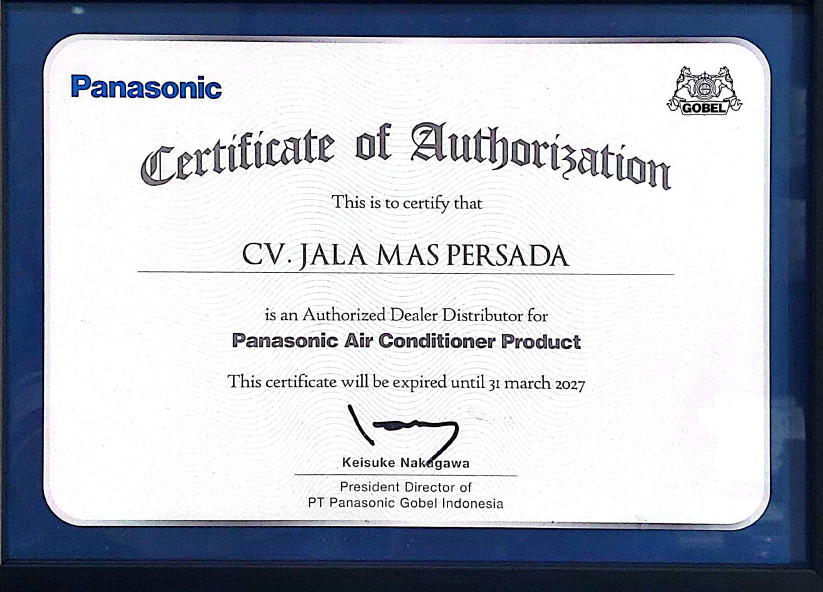 Panasonic
GOBEL
Certificate of Authorization
This is to certify that
CV. JALA MAS PERSADA
is an Authorized Dealer Distributor for
Panasonic Air Conditioner Product
This certificate will be expired until 31 march 2027
Keisuke Nakagawa
President Director of
PT Panasonic Gobel Indonesia